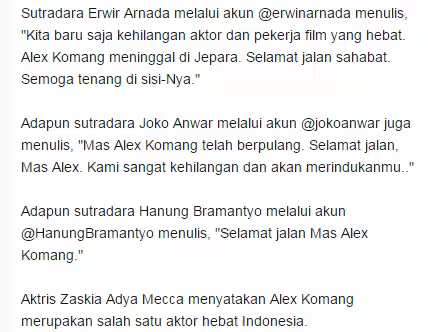 Sutradara Erwir Arnada melalui akun @erwinarnada menulis,
"Kita baru saja kehilangan aktor dan pekerja film yang hebat.
Alex Komang meninggal di Jepara. Selamat jalan sahabat.
Semoga tenang di sisi-Nya."
Adapun sutradara Joko Anwar melalui akun @jokoanwar juga
menulis, "Mas Alex Komang telah berpulang. Selamat jalan,
Mas Alex. Kami sangat kehilangan dan akan merindukanmu.."
Adapun sutradara Hanung Bramantyo melalui akun
@HanungBramantyo menulis, "Selamat jalan Mas Alex
Komang."
Aktris Zaskia Adya Mecca menyatakan Alex Komang
merupakan salah satu aktor hebat Indonesia.